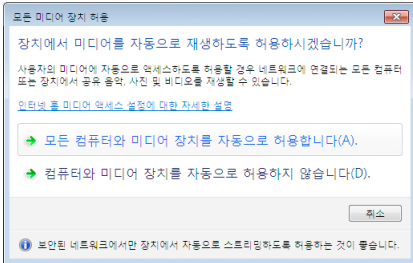 모든 미디어 장치 허용
장치에서 미디어를 자동으로 재생하도록 허용하시겠습니까?
사용자의 미디어에 자동으로 액세스하도록 허용할 경우 네트워크에 연결되는 모든 컴퓨터
또는 장치에서 공유 음악, 사진 및 비디오를 재생할 수 있습니다.
인터넷 홈 미디어 액세스 설정에 대한 자세한 설명
모든 컴퓨터와 미디어 장치를 자동으로 허용합니다(A).
컴퓨터와 미디어 장치를 자동으로 허용하지 않습니다(D).
취소
보안된 네트워크에서만 장치에서 자동으로 스트리밍하도록 허용하는 것이 좋습니다.